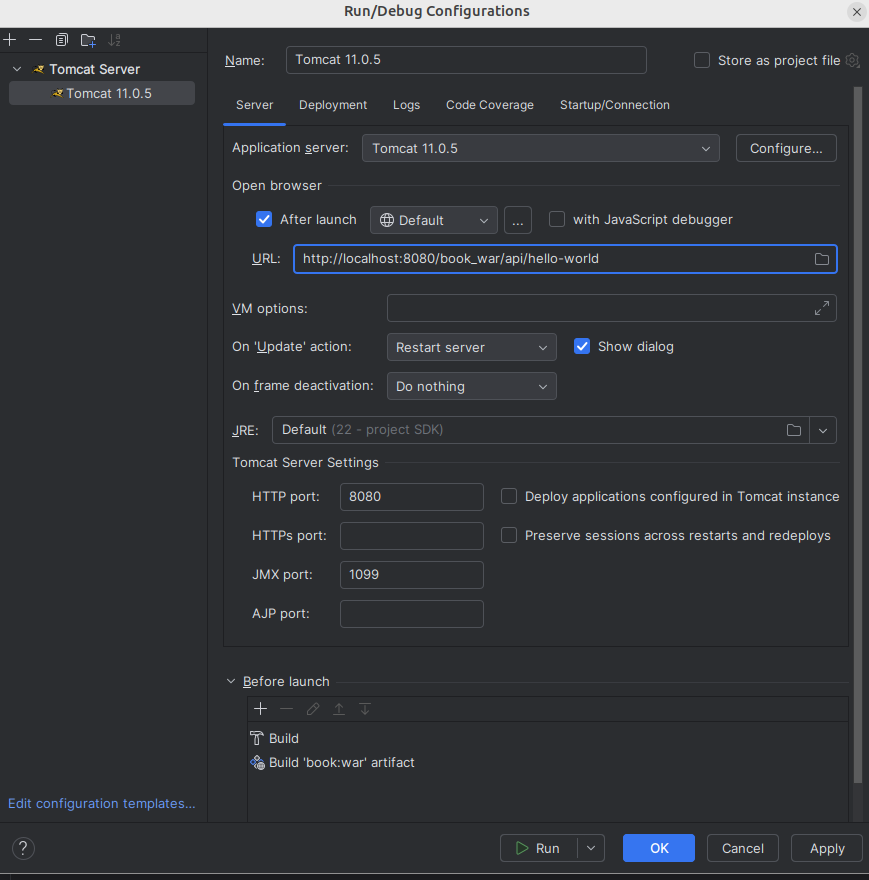 Run/Debug Configurations
Tomcat Server
Tomcat 11.0.5
Name: Tomcat 11.0.5 Store as project file
Server Deployment Logs Code Coverage Startup/Connection
Application server: Tomcat 11.0.5 Configure...
Open browser
After launch Default ... with JavaScript debugger
URL: http://localhost:8080/book_war/api/hello-world
VM options:
On 'Update' action: Restart server Show dialog
On frame deactivation: Do nothing
JRE: Default (22 - project SDK)
Tomcat Server Settings
HTTP port: 8080 Deploy applications configured in Tomcat instance
HTTPs port: Preserve sessions across restarts and redeploys
JMX port: 1099
AJP port:
Before launch
Build
Build 'book:war' artifact
Edit configuration templates...
? Run OK Cancel Apply